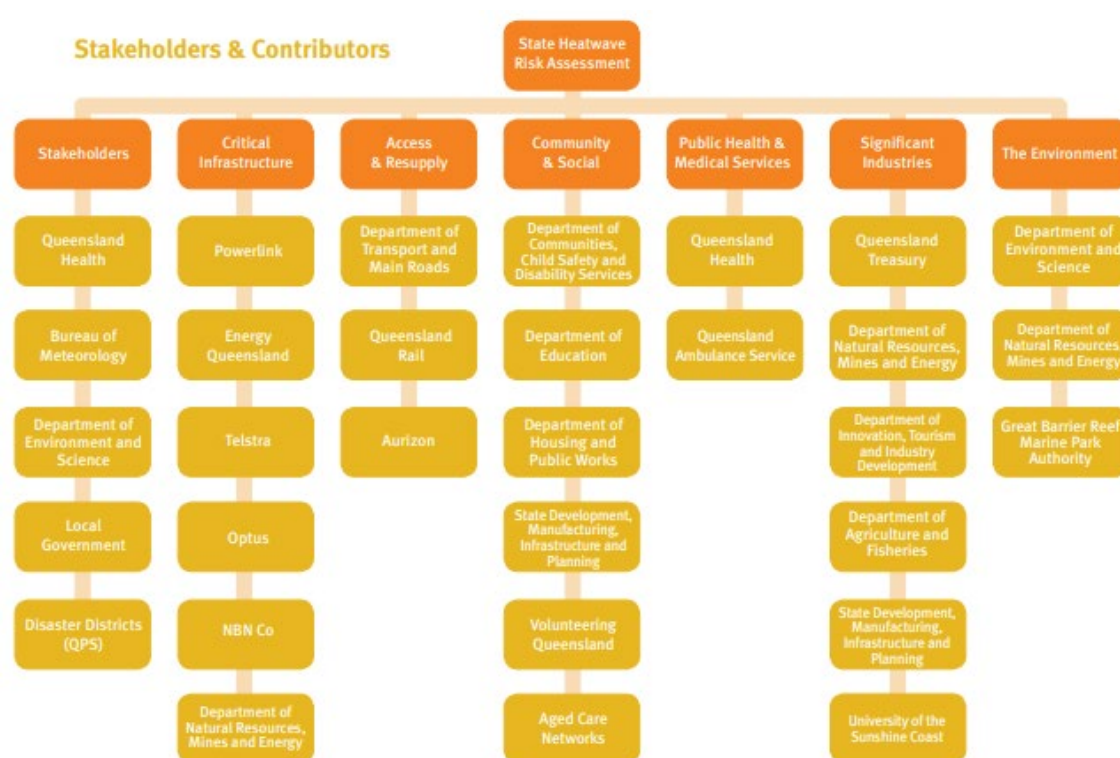 Stakeholders & Contributors
State Heatwave
Risk Assessment
Stakeholders
Critical
Infrastructure
Access
& Resupply
Community
& Social
Public Health &
Medical Services
Significant
Industries
The Environment
Queensland
Health
Bureau of
Meteorology
Department of
Environment and
Science
Local
Government
Disaster Districts
(QPS)
Powerlink
Energy
Queensland
Telstra
Optus
NBN Co
Department of
Natural Resources,
Mines and Energy
Department of
Transport and
Main Roads
Queensland
Rail
Aurizon
Department of
Communities,
Child Safety and
Disability Services
Department of
Education
Department of
Housing and
Public Works
State Development,
Manufacturing,
Infrastructure and
Planning
Volunteering
Queensland
Aged Care
Networks
Queensland
Health
Queensland
Ambulance Service
Queensland
Treasury
Department of
Natural Resources,
Mines and Energy
Department of
Innovation, Tourism
and Industry
Development
Department of
Agriculture and
Fisheries
State Development,
Manufacturing,
Infrastructure and
Planning
University of the
Sunshine Coast
Department of
Environment and
Science
Department of
Natural Resources,
Mines and Energy
Great Barrier Reef
Marine Park
Authority